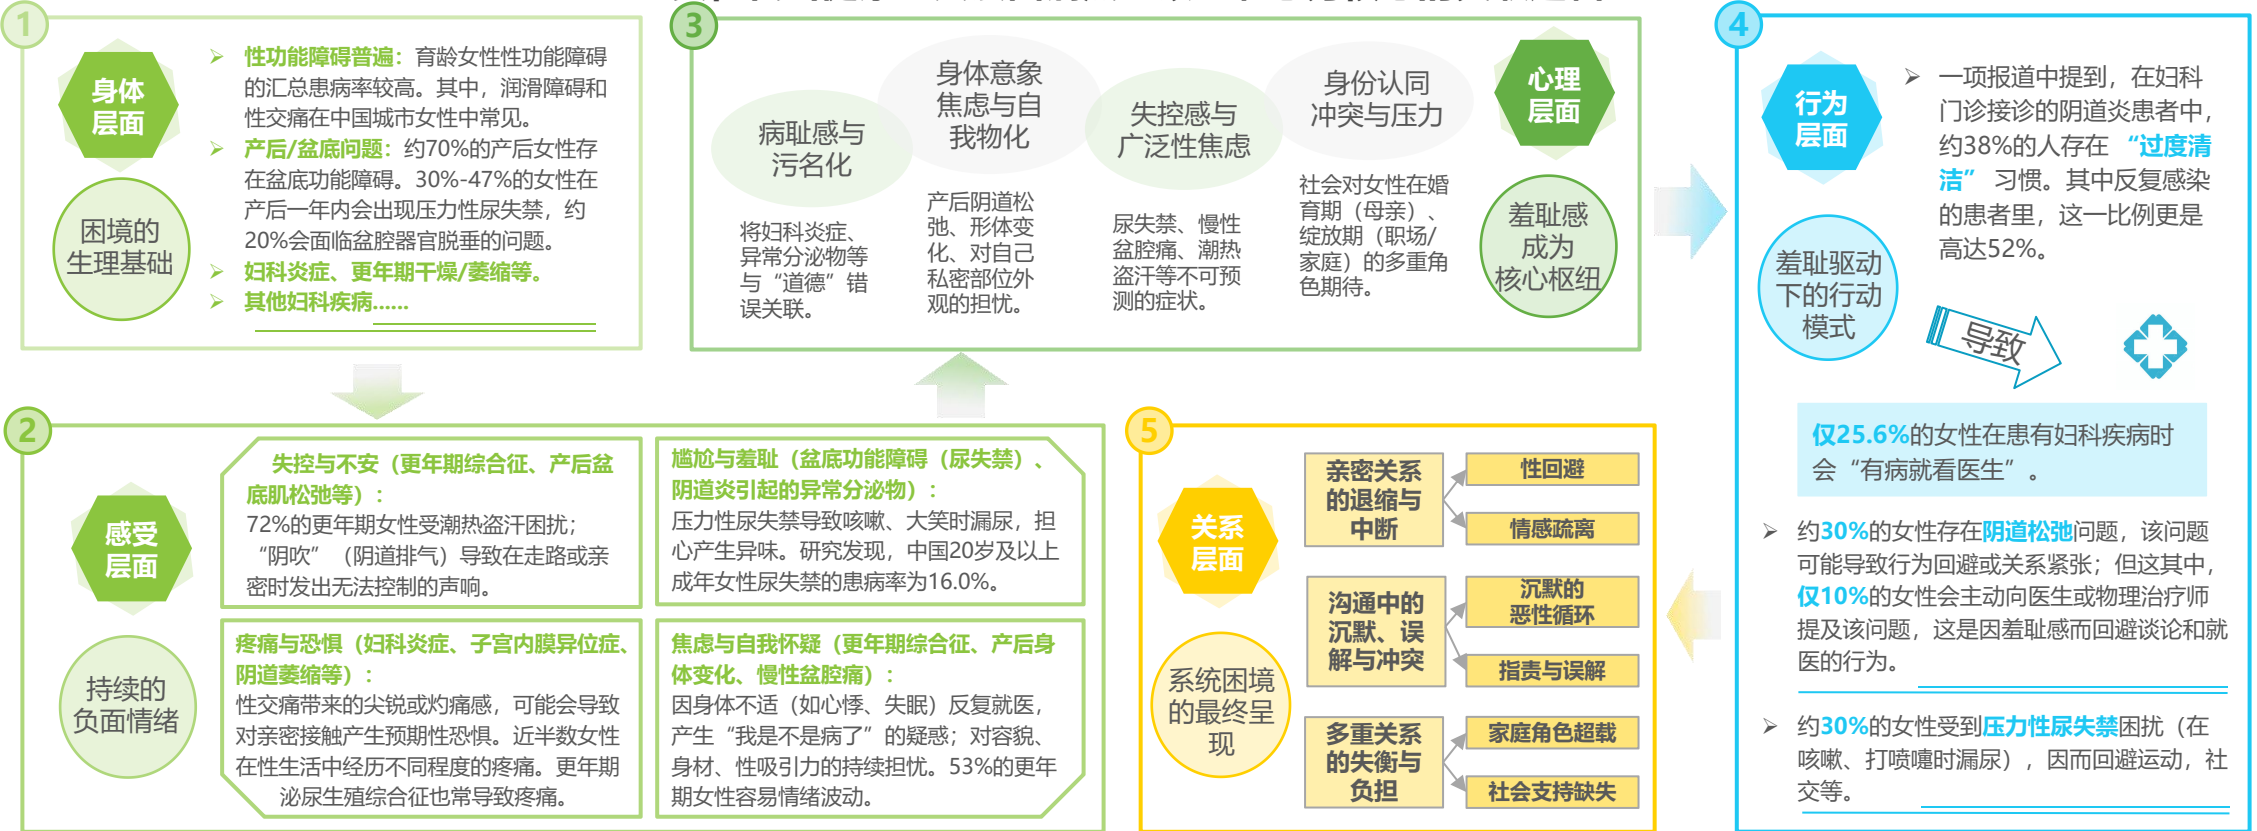 1
身体
层面
困境的
生理基础
➢ 性功能障碍普遍：育龄女性性功能障碍
的汇总患病率较高。其中，润滑障碍和
性交痛在中国城市女性中常见。
➢ 产后/盆底问题：约70%的产后女性存
在盆底功能障碍。30%-47%的女性在
产后一年内会出现压力性尿失禁，约
20%会面临盆腔器官脱垂的问题。
➢ 妇科炎症、更年期干燥/萎缩等。
➢ 其他妇科疾病......
2
感受
层面
持续的
负面情绪
失控与不安（更年期综合征、产后盆
底肌松弛等）：
72%的更年期女性受潮热盗汗困扰；
“阴吹”（阴道排气）导致在走路或亲
密时发出无法控制的声响。
尴尬与羞耻（盆底功能障碍（尿失禁）、
阴道炎引起的异常分泌物）：
压力性尿失禁导致咳嗽、大笑时漏尿，担
心产生异味。研究发现，中国20岁及以上
成年女性尿失禁的患病率为16.0%。
疼痛与恐惧（妇科炎症、子宫内膜异位症、
阴道萎缩等）：
性交痛带来的尖锐或灼痛感，可能会导致
对亲密接触产生预期性恐惧。近半数女性
在性生活中经历不同程度的疼痛。更年期
泌尿生殖综合征也常导致疼痛。
焦虑与自我怀疑（更年期综合征、产后身
体变化、慢性盆腔痛）：
因身体不适（如心悸、失眠）反复就医，
产生“我是不是病了”的疑惑；对容貌、
身材、性吸引力的持续担忧。53%的更年
期女性容易情绪波动。
3
病耻感与
污名化
将妇科炎症、
异常分泌物等
与“道德”错
误关联。
身体意象
焦虑与自
我物化
产后阴道松
弛、形体变
化、对自己
私密部位外
观的担忧。
失控感与
广泛性焦虑
尿失禁、慢性
盆腔痛、潮热
盗汗等不可预
测的症状。
身份认同
冲突与压力
社会对女性在婚
育期（母亲）、
绽放期（职场/
家庭）的多重角
色期待。
心理
层面
羞耻感
成为
核心枢纽
4
行为
层面
羞耻驱动
下的行动
模式
➢ 一项报道中提到，在妇科
门诊接诊的阴道炎患者中，
约38%的人存在“过度清
洁”习惯。其中反复感染
的患者里，这一比例更是
高达52%。
导致
仅25.6%的女性在患有妇科疾病时
会“有病就看医生”。
➢ 约30%的女性存在阴道松弛问题，该问题
可能导致行为回避或关系紧张；但这其中，
仅10%的女性会主动向医生或物理治疗师
提及该问题，这是因羞耻感而回避谈论和就
医的行为。
➢ 约30%的女性受到压力性尿失禁困扰（在
咳嗽、打喷嚏时漏尿），因而回避运动，社
交等。
5
关系
层面
系统困境
的最终呈
现
亲密关系
的退缩与
中断
性回避
情感疏离
沟通中的
沉默、误
解与冲突
沉默的
恶性循环
指责与误解
多重关系
的失衡与
负担
家庭角色超载
社会支持缺失